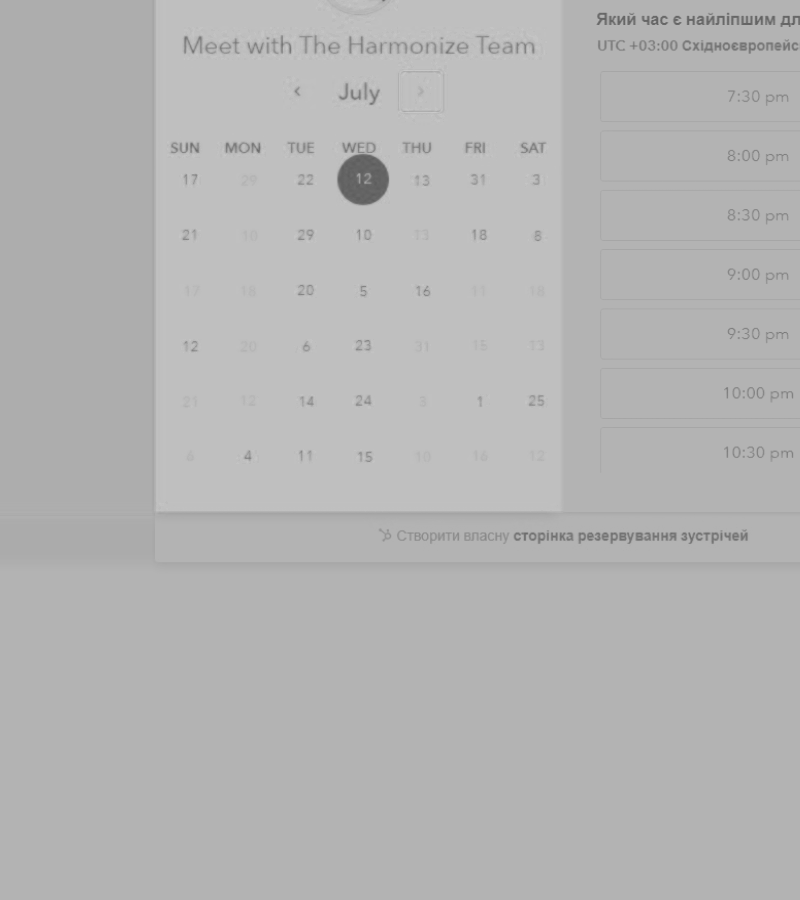 Meet with The Harmonize Team
July
SUN MON TUE WED THU FRI SAT
17 29 22 12 13 31 3
21 10 29 10 13 18 8
17 18 20 5 16 11 18
12 20 6 23 31 15 13
21 12 14 24 3 1 25
6 4 11 15 10 16 12
Який час є найліпшим дл
UTC +03:00 Східноєвропейс
7:30 pm
8:00 pm
8:30 pm
9:00 pm
9:30 pm
10:00 pm
10:30 pm
Створити власну сторінка резервування зустрічей